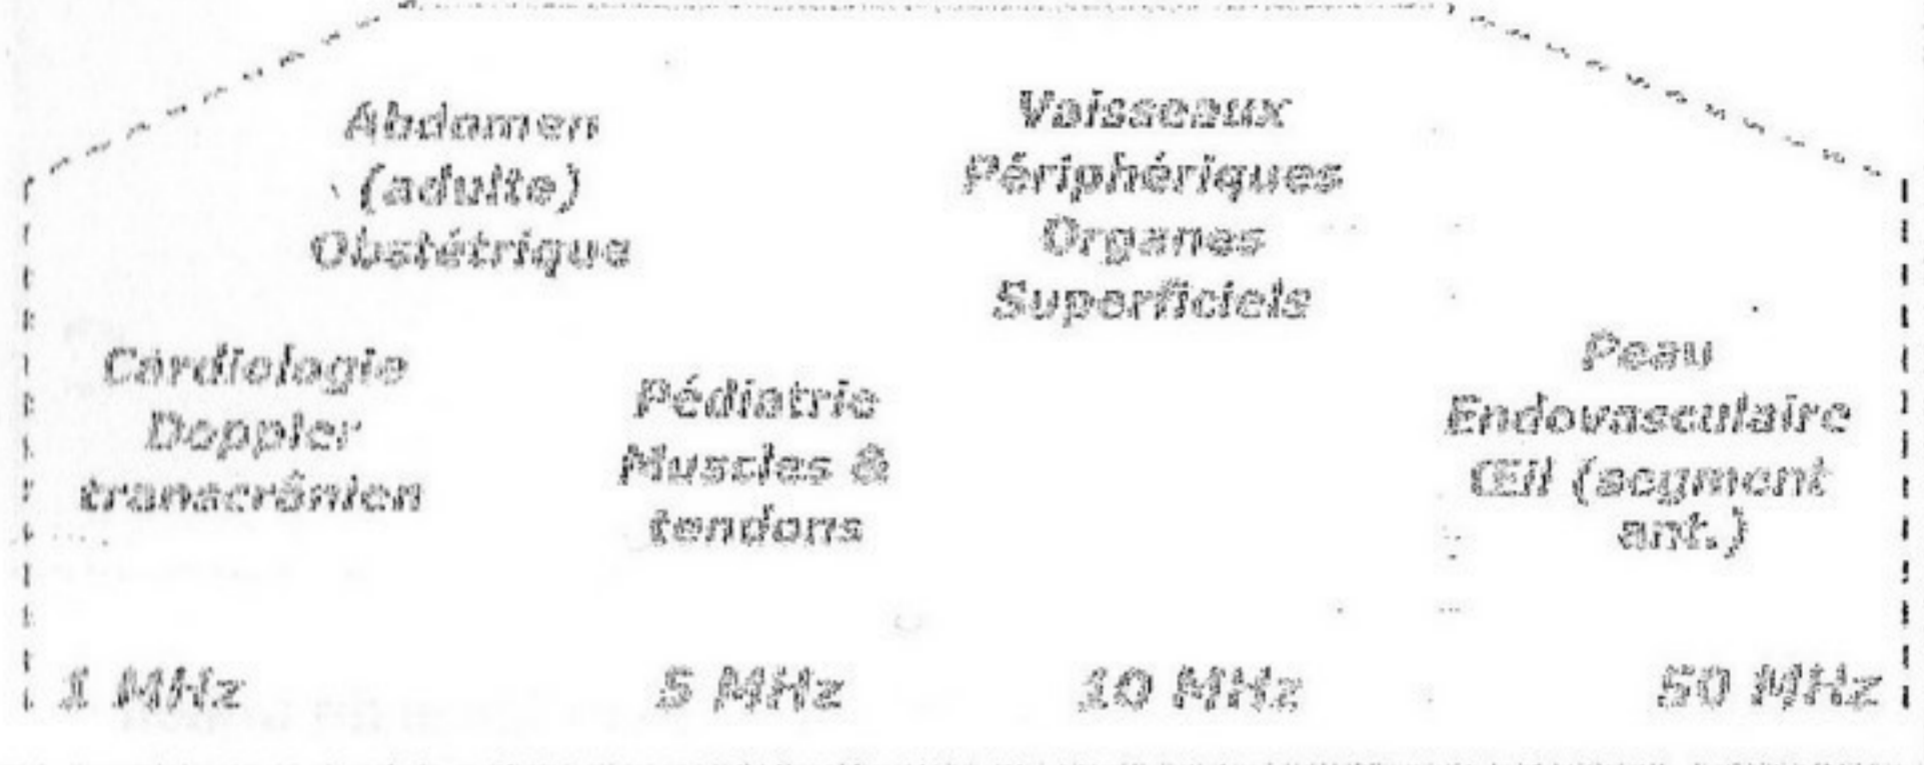 Abdomen
(adulte)
Obstétrique
Vaisseaux
Périphériques
Organes
Superficiels
Cardiologie
Doppler
transcrânien
Pédiatrie
Muscles &
tendons
Peau
Endovasculaire
Œil (segment
ant.)
1 MHz
5 MHz
10 MHz
50 MHz